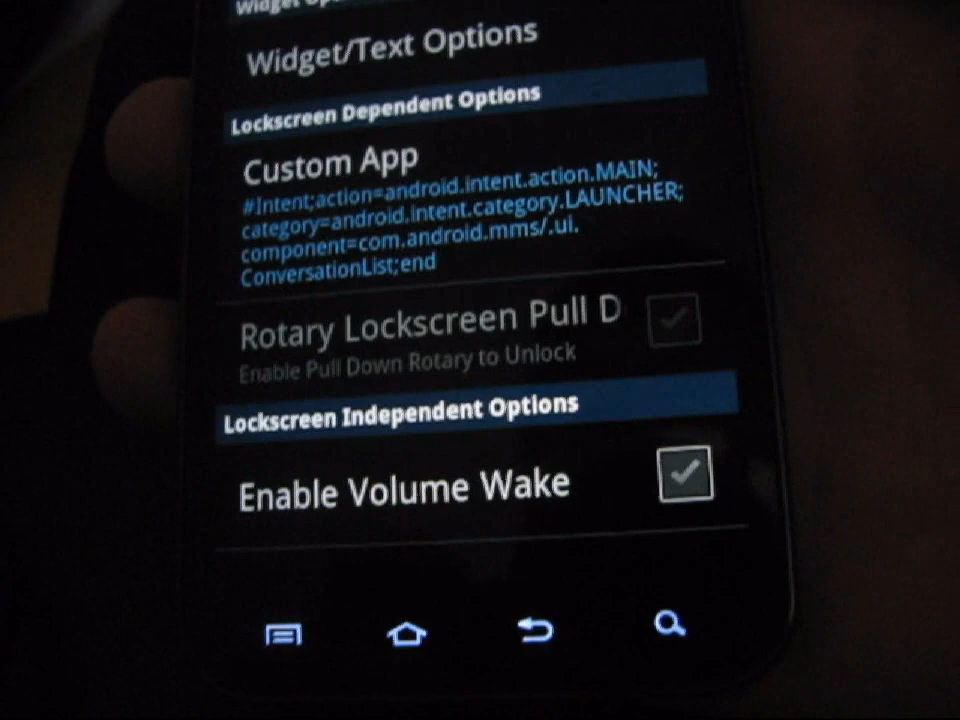 Widget
Widget/Text Options
Lockscreen Dependent Options
Custom App
#Intent;action=android.intent.action.MAIN;
category=android.intent.category.LAUNCHER;
component=com.android.mms/.ui.
ConversationList;end
Rotary Lockscreen Pull D
Enable Pull Down Rotary to Unlock
Lockscreen Independent Options
Enable Volume Wake